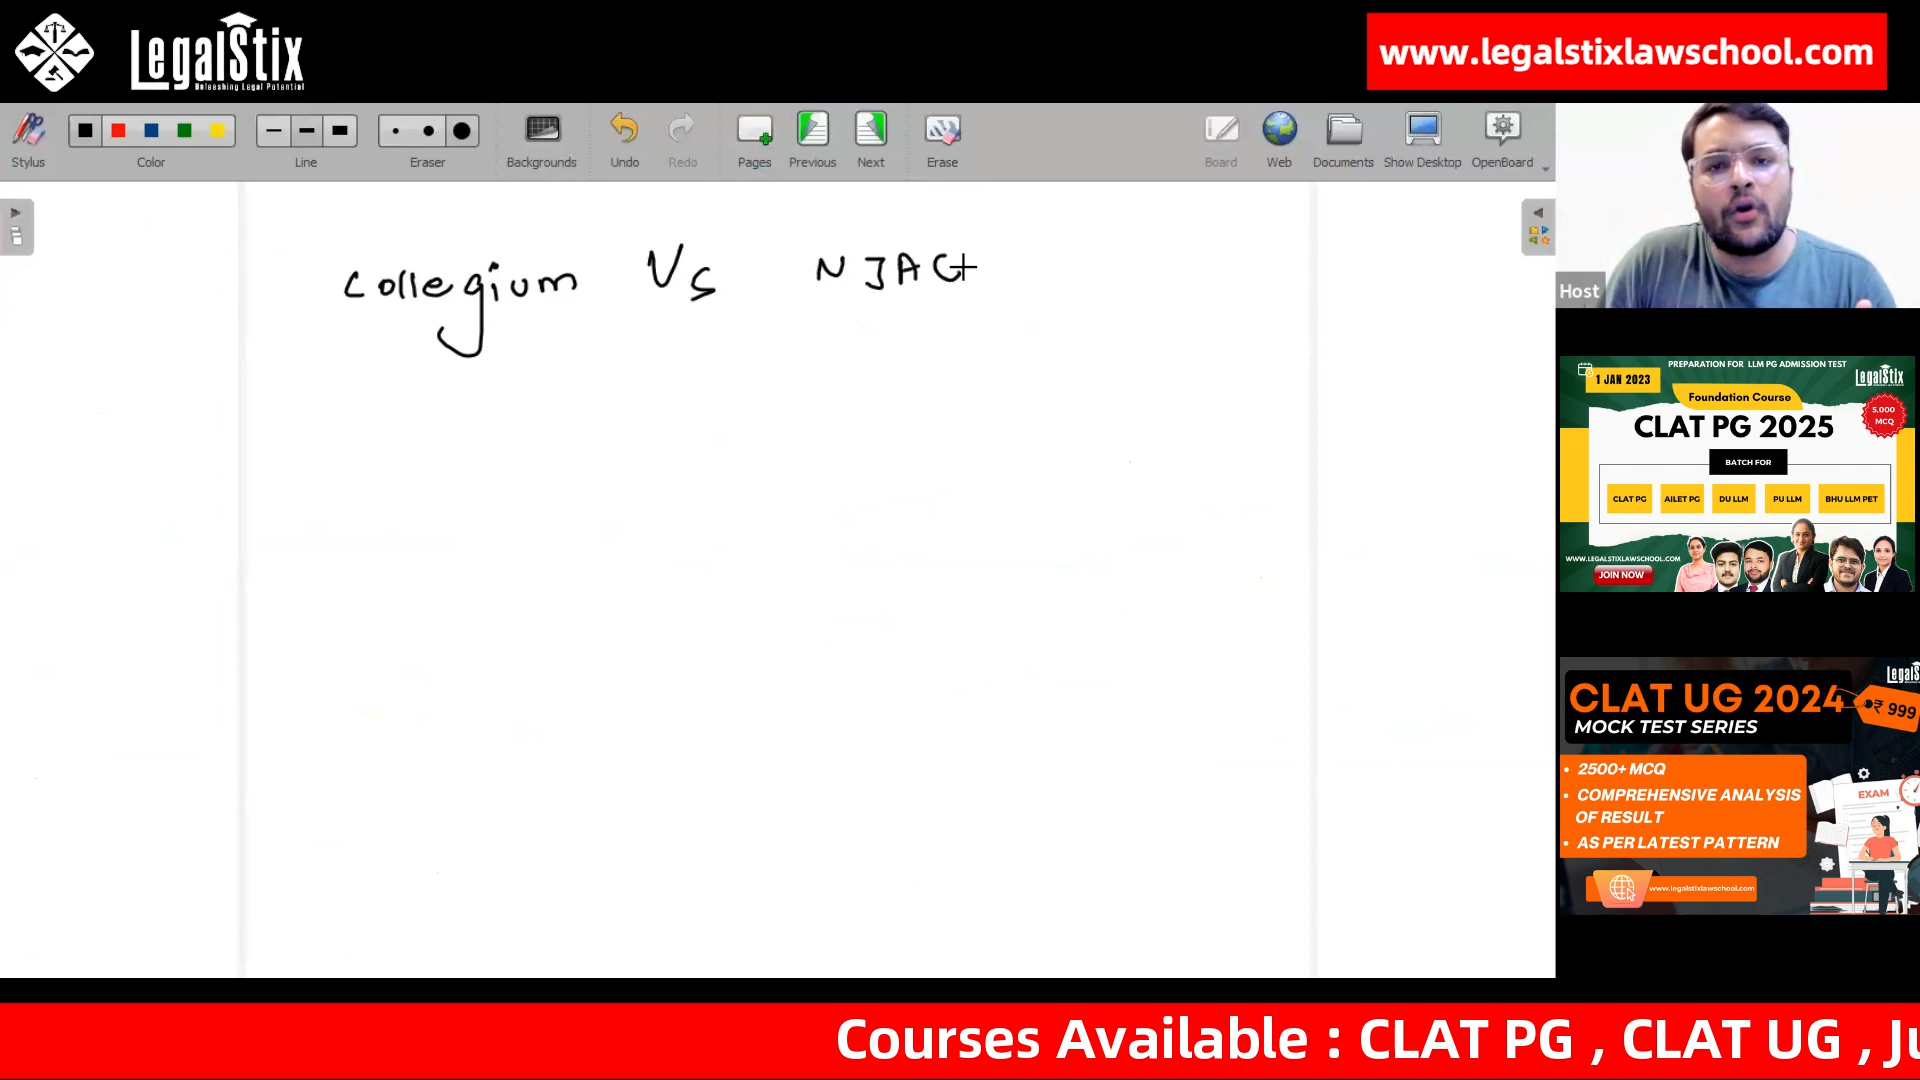 LegalStix
Unleashing Legal Potential
www.legalstixlawschool.com
Stylus
Color
Line
Eraser
Backgrounds
Undo
Redo
Pages
Previous
Next
Erase
Board
Web
Documents
Show Desktop
OpenBoard
collegium Vs NJAC
Host
PREPARATION FOR LLM PG ADMISSION TEST
1 JAN 2023
LegalStix
Foundation Course
CLAT PG 2025
5,000 MCQ
BATCH FOR
CLAT PG AILET PG DU LLM PU LLM BHU LLM PET
WWW.LEGALSTIXLAWSCHOOL.COM
JOIN NOW
LegalS
CLAT UG 2024
₹ 999
MOCK TEST SERIES
• 2500+ MCQ
• COMPREHENSIVE ANALYSIS
OF RESULT
• AS PER LATEST PATTERN
EXAM
www.legalstixlawschool.com
Courses Available : CLAT PG , CLAT UG , Ju